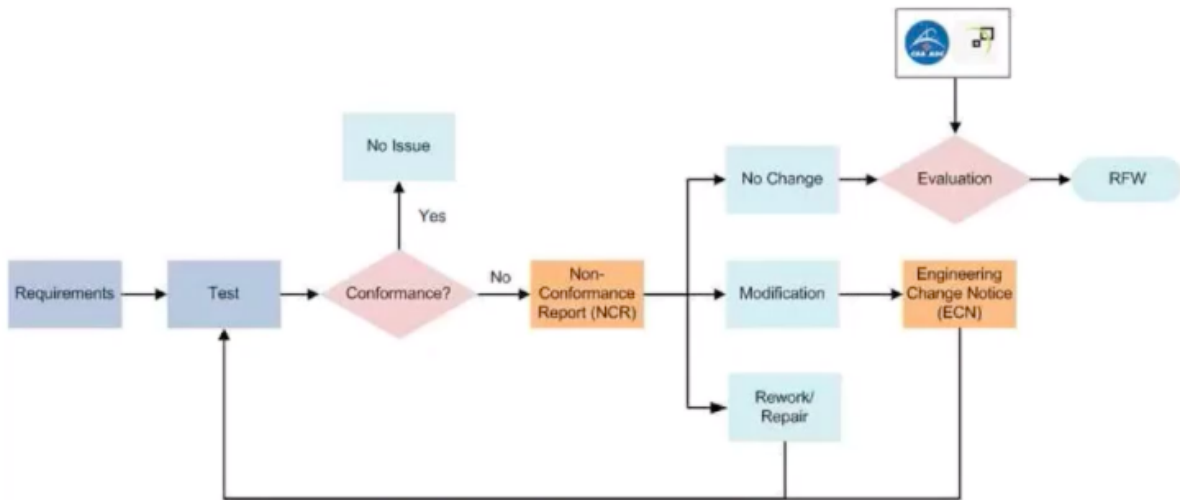 No Issue
Yes
No Change
Evaluation
RFW
Requirements
Test
Conformance?
No
Non-
Conformance
Report (NCR)
Modification
Engineering
Change Notice
(ECN)
Rework/
Repair